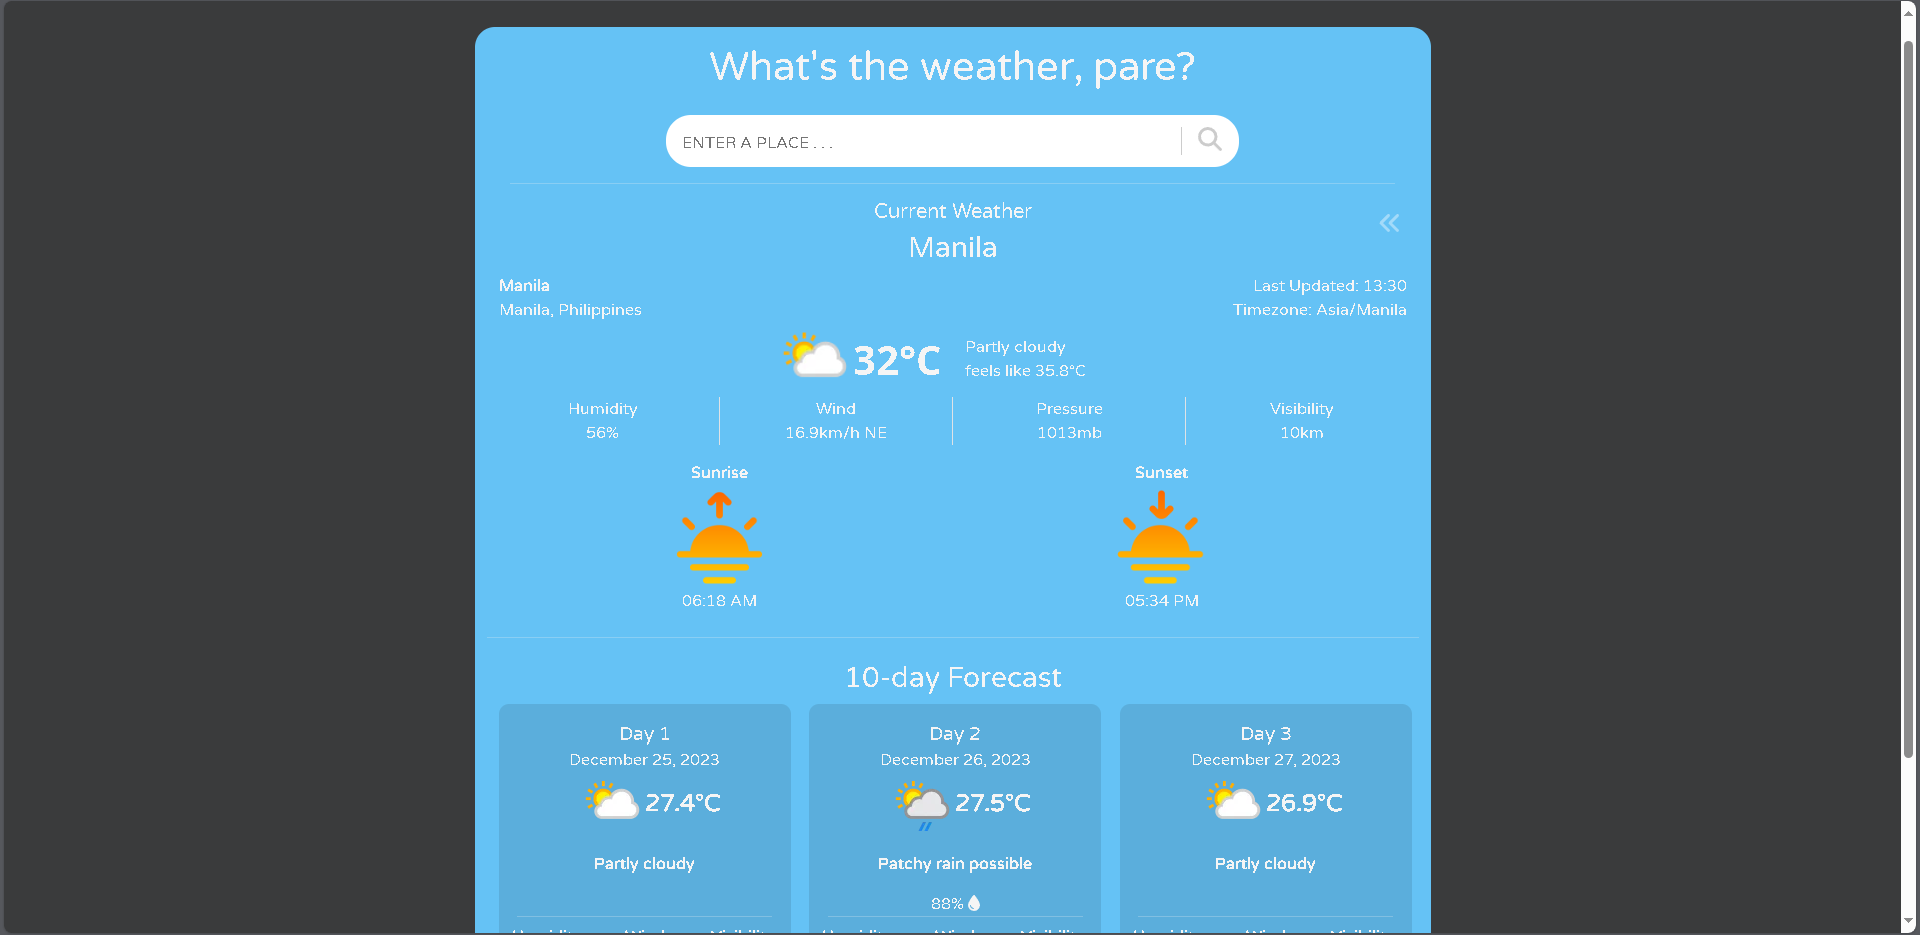 What's the weather, pare?
ENTER A PLACE . . .
Current Weather
Manila
Manila
Manila, Philippines
Last Updated: 13:30
Timezone: Asia/Manila
32°C
Partly cloudy
feels like 35.8°C
Humidity
56%
Wind
16.9km/h NE
Pressure
1013mb
Visibility
10km
Sunrise
06:18 AM
Sunset
05:34 PM
10-day Forecast
Day 1
December 25, 2023
27.4°C
Partly cloudy
Day 2
December 26, 2023
27.5°C
Patchy rain possible
88%
Day 3
December 27, 2023
26.9°C
Partly cloudy